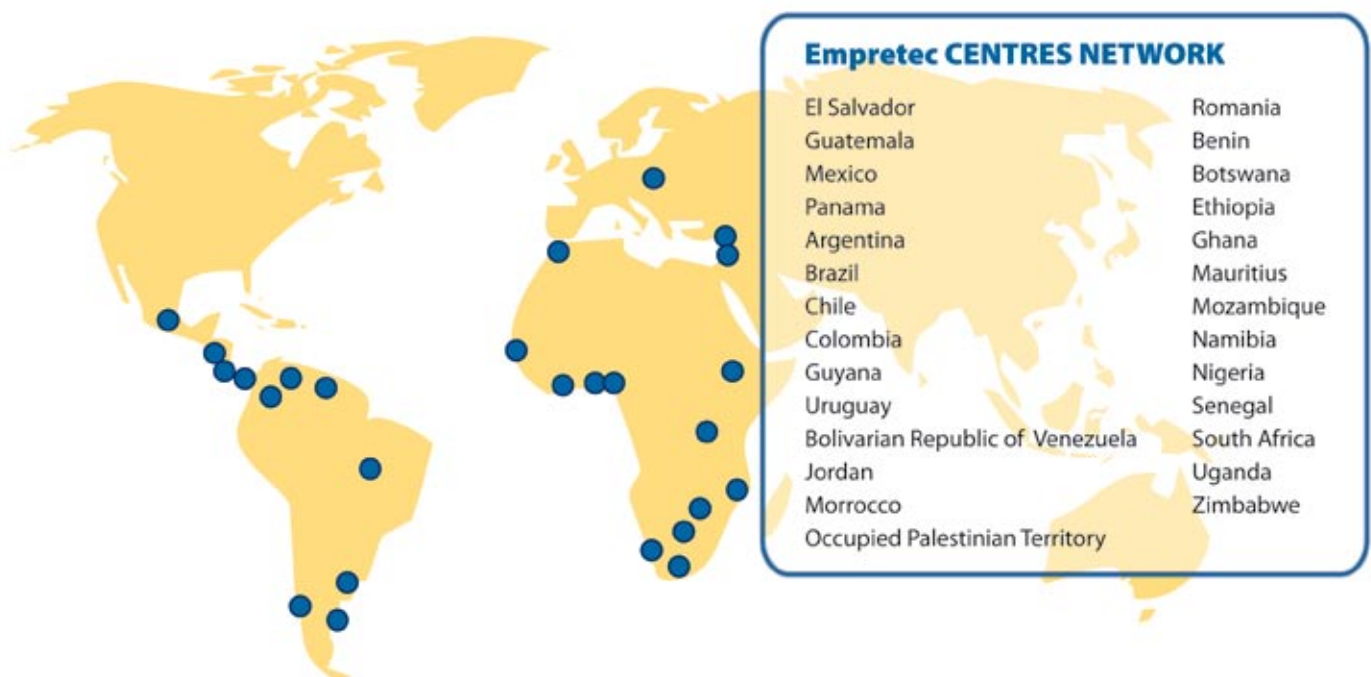 Empretec CENTRES NETWORK
El Salvador
Guatemala
Mexico
Panama
Argentina
Brazil
Chile
Colombia
Guyana
Uruguay
Bolivarian Republic of Venezuela
Jordan
Morrocco
Occupied Palestinian Territory
Romania
Benin
Botswana
Ethiopia
Ghana
Mauritius
Mozambique
Namibia
Nigeria
Senegal
South Africa
Uganda
Zimbabwe